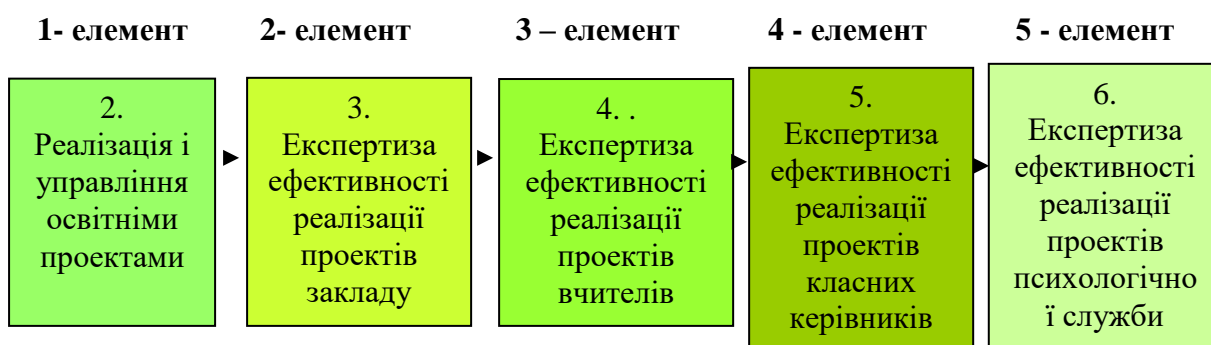 1- елемент
2- елемент
3 – елемент
4 - елемент
5 - елемент
2.
Реалізація і
управління
освітніми
проектами
3.
Експертиза
ефективності
реалізації
проектів
закладу
4. .
Експертиза
ефективності
реалізації
проектів
вчителів
5.
Експертиза
ефективності
реалізації
проектів
класних
керівників
6.
Експертиза
ефективності
реалізації
проектів
психологічно
ї служби